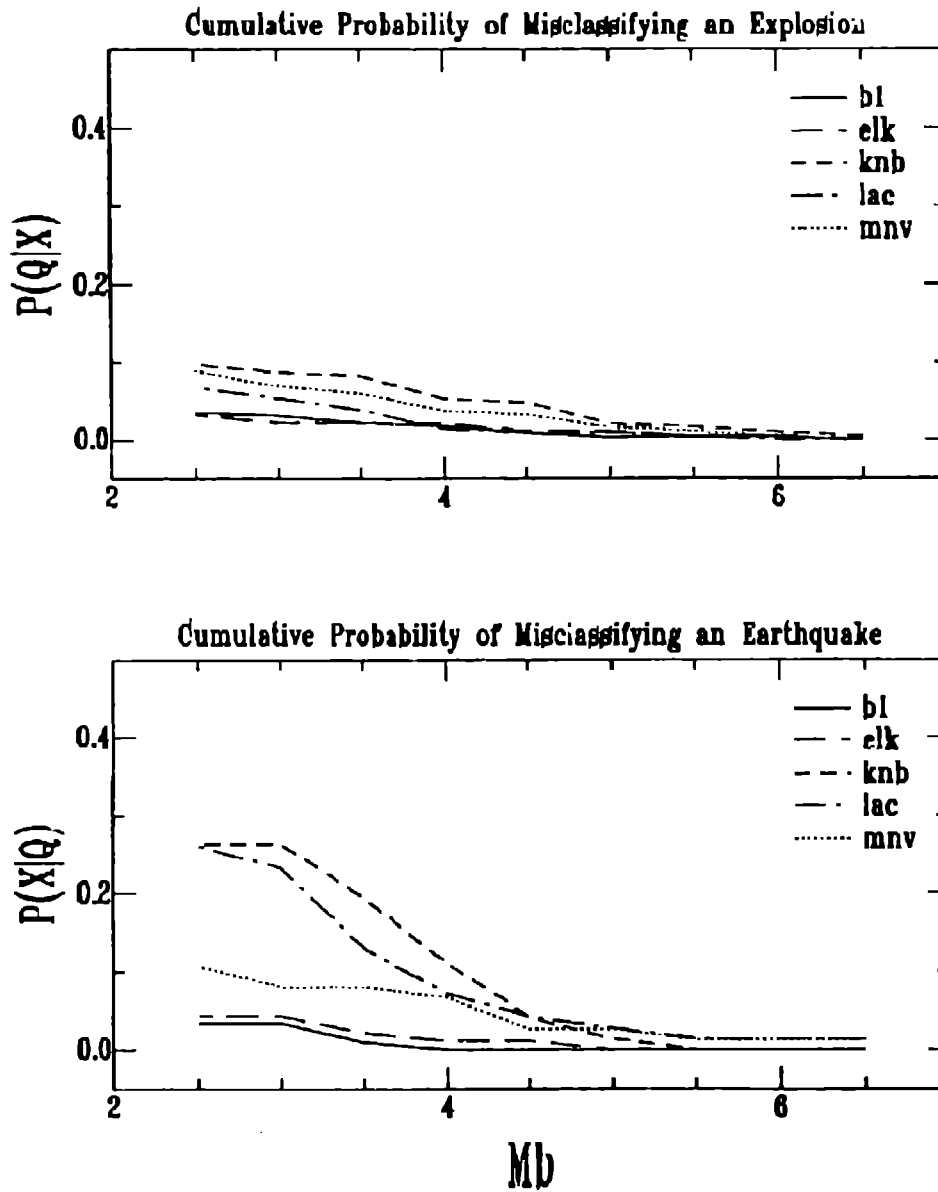 Cumulative Probability of Misclassifying an Explosion
bl
elk
knb
lac
mnv
P(Q|X)
0.4
0.2
0.0
2
4
6
Cumulative Probability of Misclassifying an Earthquake
bl
elk
knb
lac
mnv
P(X|Q)
0.4
0.2
0.0
2
4
6
Mb